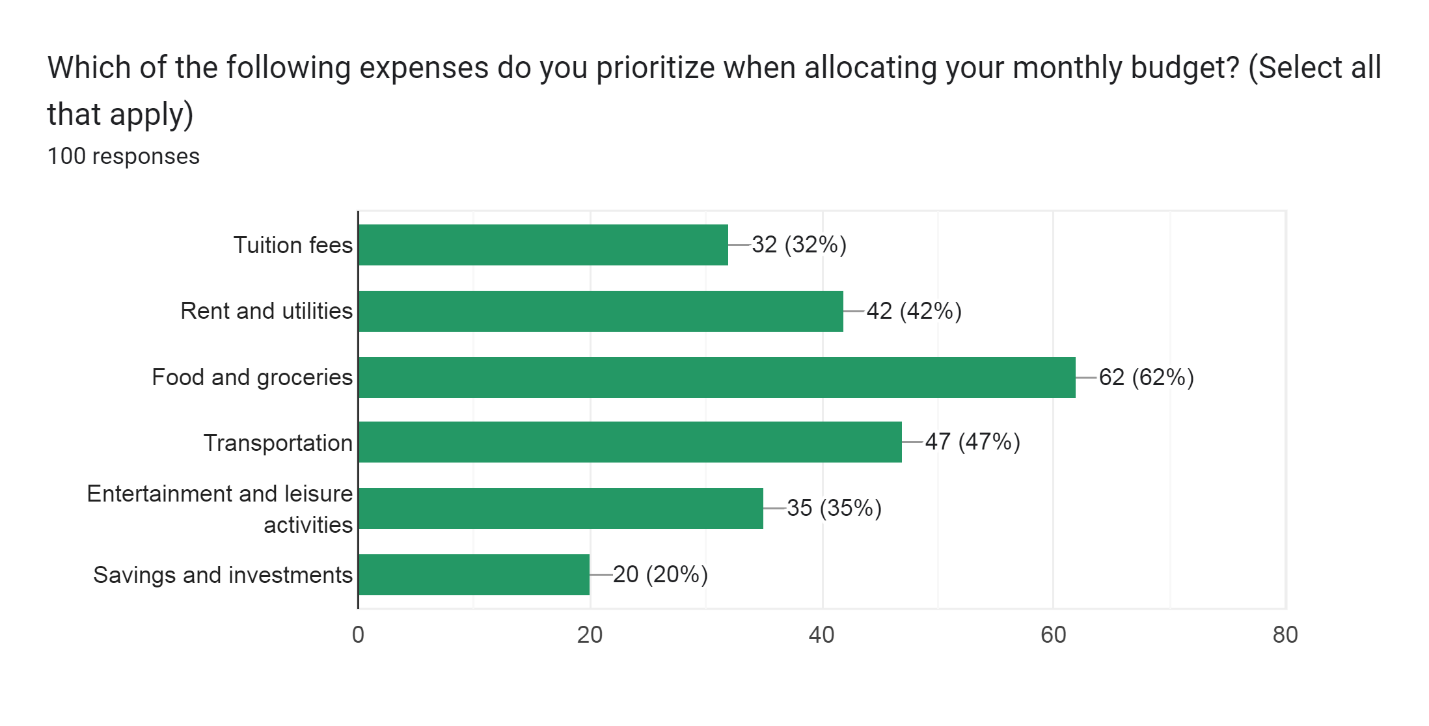 Which of the following expenses do you prioritize when allocating your monthly budget? (Select all
that apply)
100 responses
Tuition fees 32 (32%)
Rent and utilities 42 (42%)
Food and groceries 62 (62%)
Transportation 47 (47%)
Entertainment and leisure
activities 35 (35%)
Savings and investments 20 (20%)
0 20 40 60 80